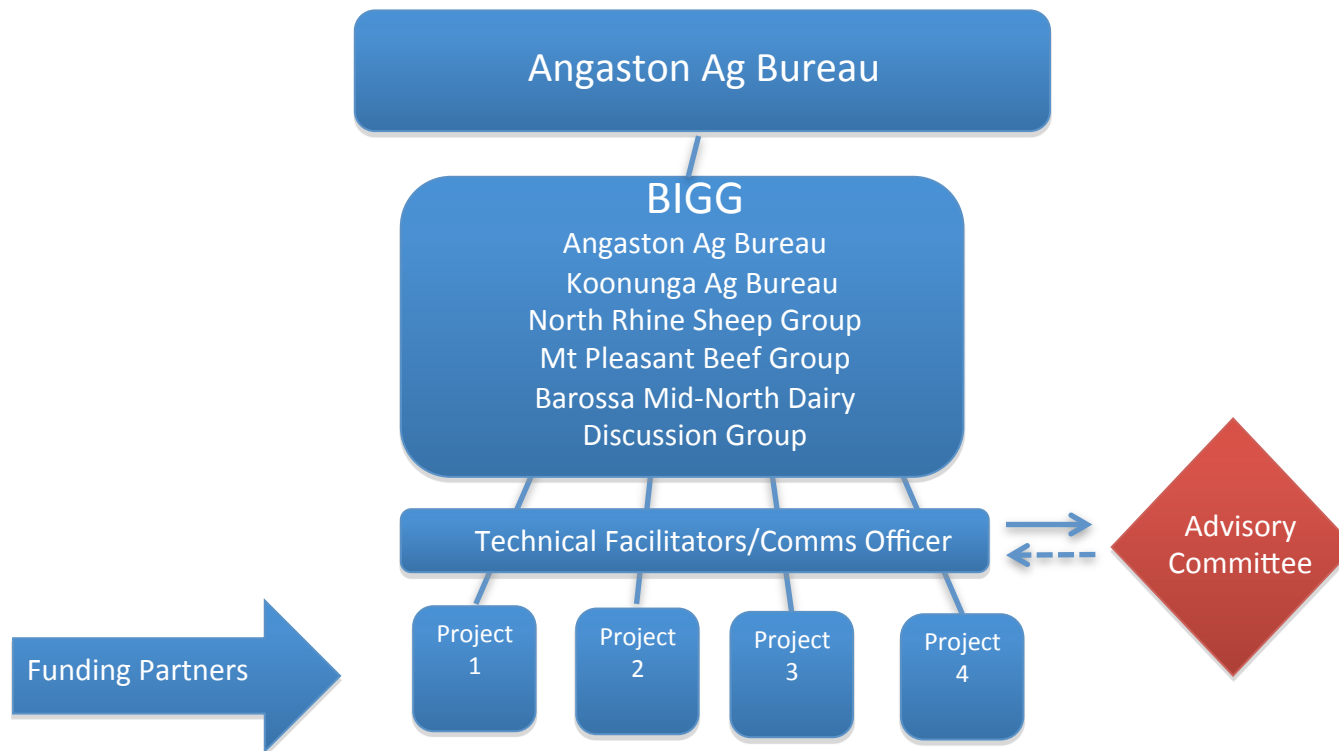 Angaston Ag Bureau
BIGG
Angaston Ag Bureau
Koonunga Ag Bureau
North Rhine Sheep Group
Mt Pleasant Beef Group
Barossa Mid-North Dairy
Discussion Group
Technical Facilitators/Comms Officer
Advisory
Committee
Funding Partners
Project
1
Project
2
Project
3
Project
4